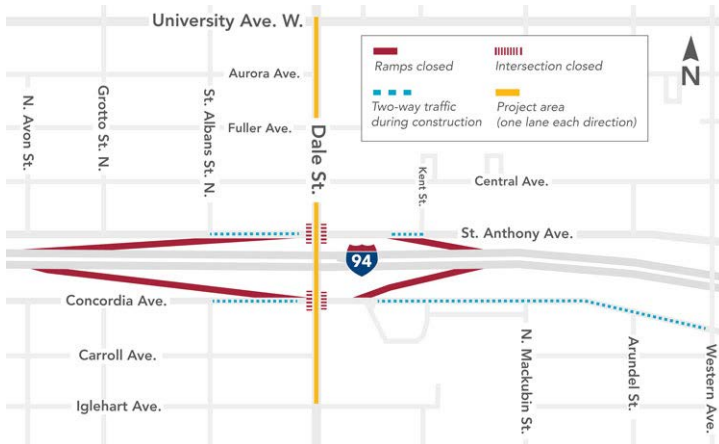 University Ave. W.
Aurora Ave.
Fuller Ave.
N. Avon St.
Grotto St. N.
St. Albans St. N.
Dale St.
Ramps closed
Intersection closed
Two-way traffic
during construction
Project area
(one lane each direction)
N
Kent St.
Central Ave.
St. Anthony Ave.
94
Concordia Ave.
Carroll Ave.
Iglehart Ave.
N. Mackubin St.
Arundel St.
Western Ave.